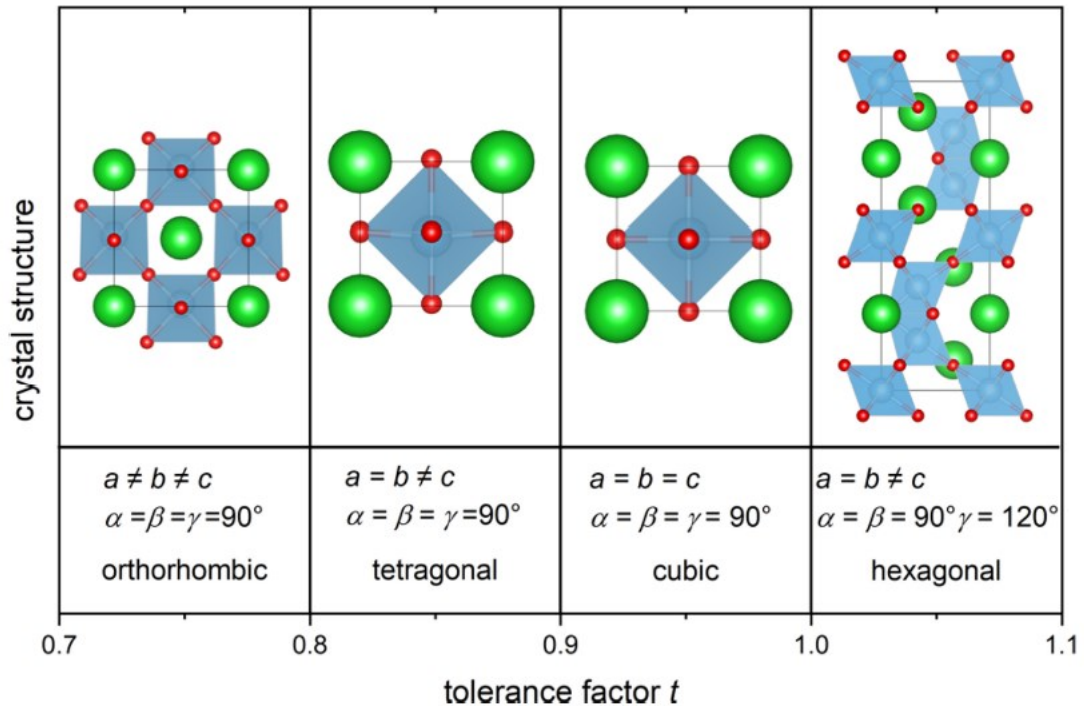 crystal structure
a ≠ b ≠ c
α =β =γ =90°
orthorhombic
a = b ≠ c
α = β = γ =90°
tetragonal
a = b = c
α = β = γ = 90°
cubic
a = b ≠ c
α = β = 90° γ = 120°
hexagonal
0.7 0.8 0.9 1.0 1.1
tolerance factor t